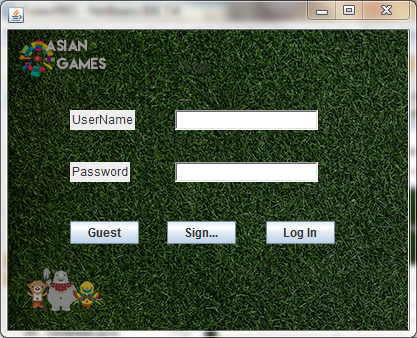 ASIAN
GAMES
UserName
Password
Guest
Sign...
Log In